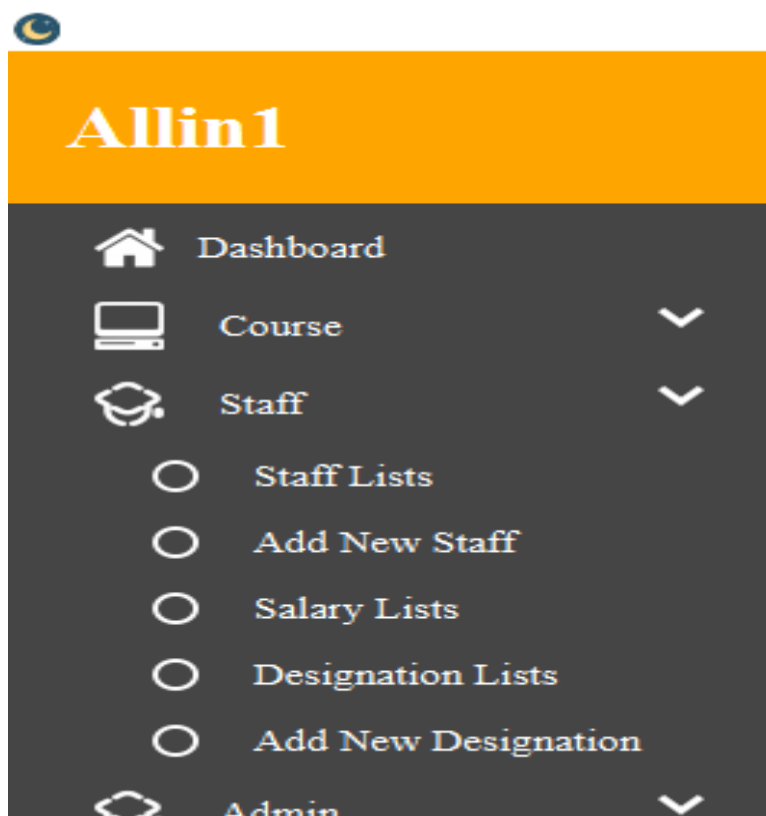 Allin1
Dashboard
Course
Staff
Staff Lists
Add New Staff
Salary Lists
Designation Lists
Add New Designation
Admin